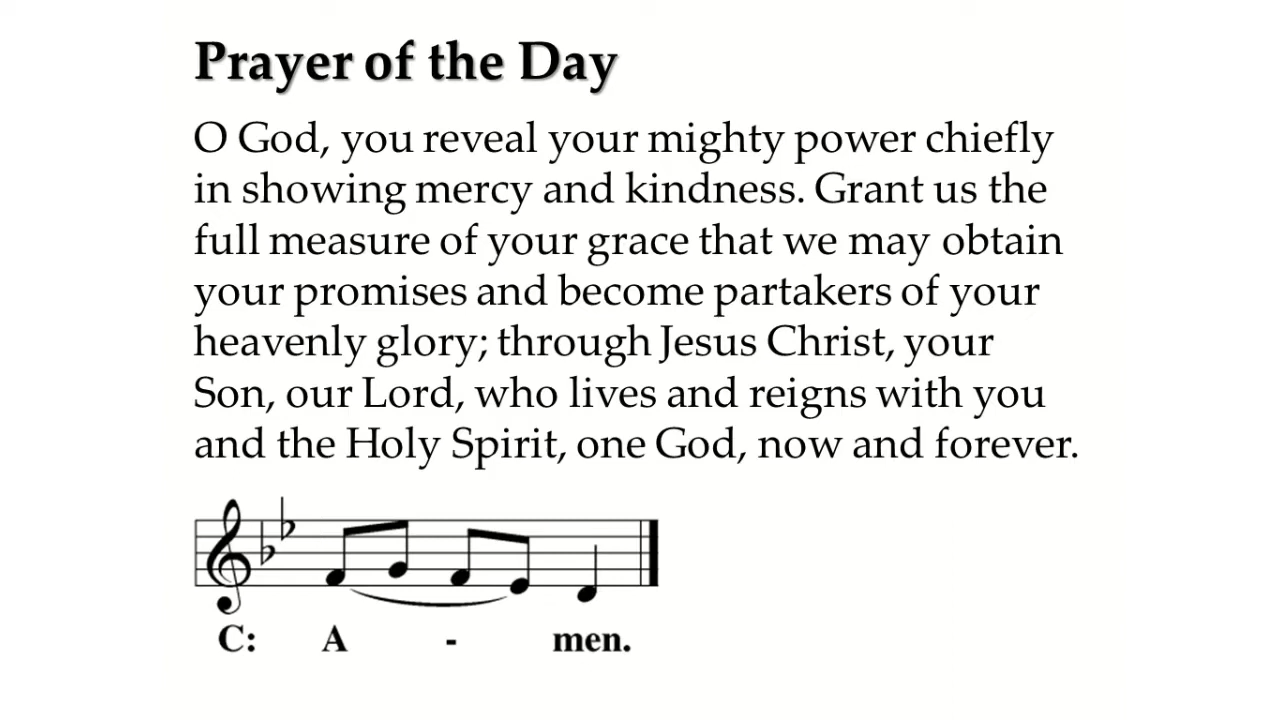 Prayer of the Day
O God, you reveal your mighty power chiefly
in showing mercy and kindness. Grant us the
full measure of your grace that we may obtain
your promises and become partakers of your
heavenly glory; through Jesus Christ, your
Son, our Lord, who lives and reigns with you
and the Holy Spirit, one God, now and forever.
C: A - men.